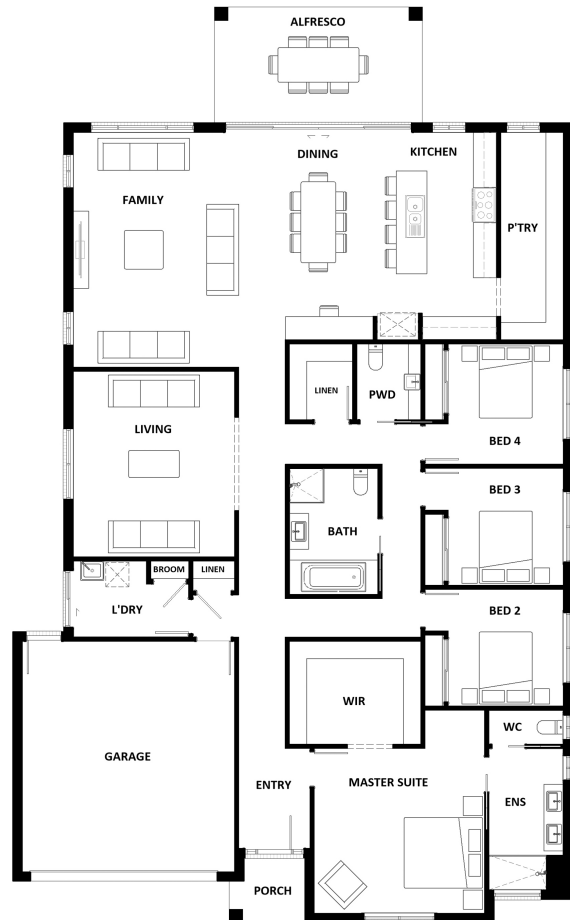 ALFRESCO
DINING
KITCHEN
FAMILY
P'TRY
LINEN
PWD
LIVING
BED 4
BED 3
BATH
BROOM
LINEN
L'DRY
BED 2
WIR
WC
GARAGE
ENTRY
MASTER SUITE
ENS
PORCH